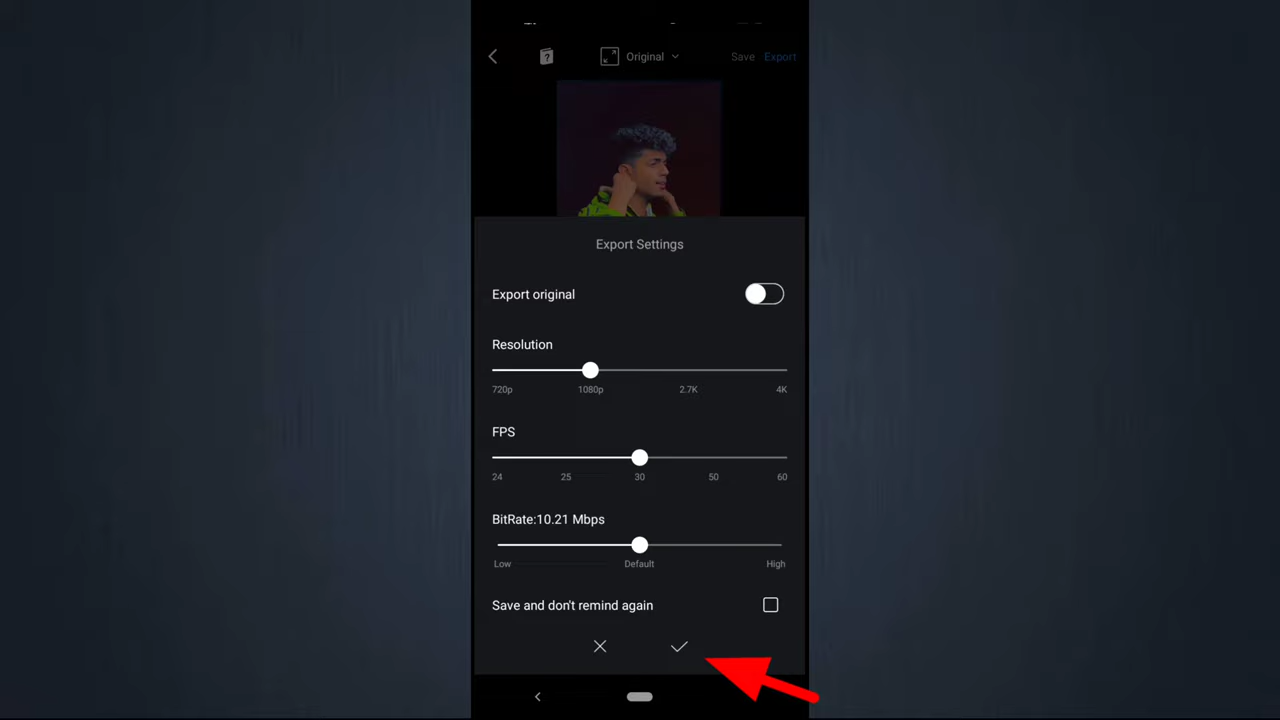 Original Save Export
Export Settings
Export original
Resolution
720p 1080p 2.7K 4K
FPS
24 25 30 50 60
BitRate:10.21 Mbps
Low Default High
Save and don't remind again